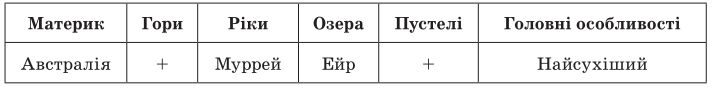 Материк Гори Ріки Озера Пустелі Головні особливості
Австралія + Муррей Ейр + Найсухіший